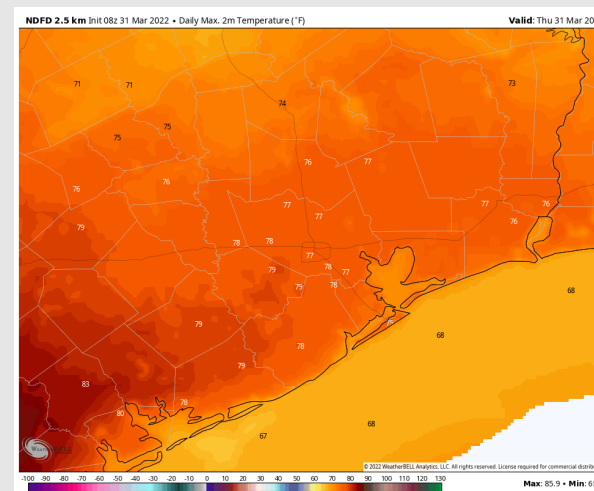 NDFD 2.5 km Init 08z 31 Mar 2022 • Daily Max. 2m Temperature (°F) Valid: Thu 31 Mar 20
71 71 73
74
75 75
76 77
76 76
77 77 76
77 76
79
78 78
77
79 78 77
79 78
68
79 68
78
79
83
78
80
68
67
© 2022 WeatherBELL Analytics, LLC. All rights reserved. License required for commercial distrib
-100 -90 -80 -70 -60 -50 -40 -30 -20 -10 0 10 20 30 40 50 60 70 80 90 100 110 120 130
Max: 85.9 • Min: 6